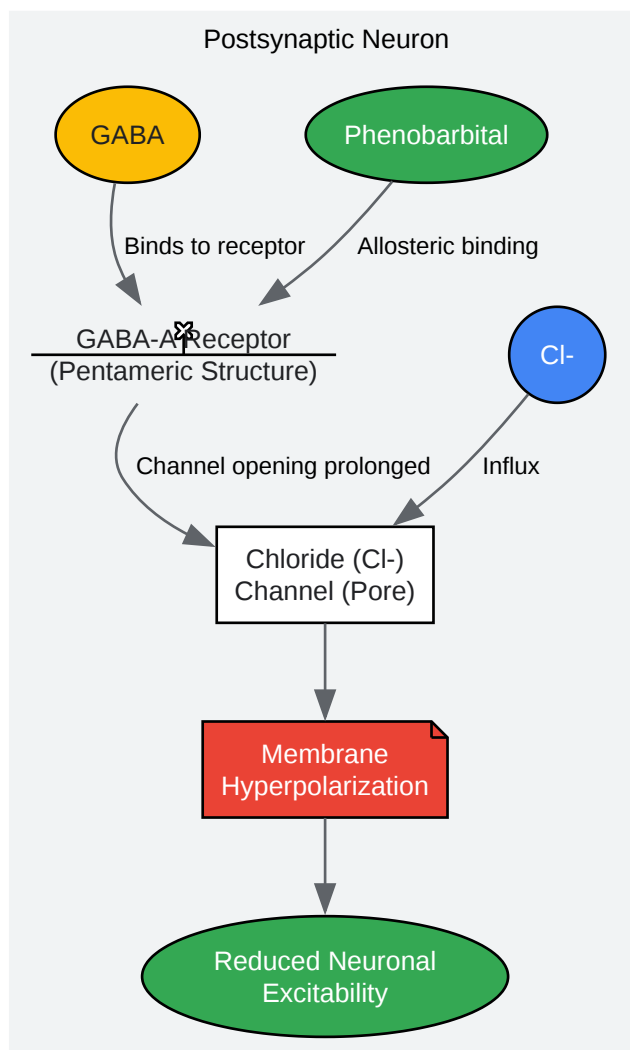 Postsynaptic Neuron
GABA
Phenobarbital
Binds to receptor
Allosteric binding
GABA-A Receptor
(Pentameric Structure)
Cl-
Channel opening prolonged
Influx
Chloride (Cl-)
Channel (Pore)
Membrane
Hyperpolarization
Reduced Neuronal
Excitability